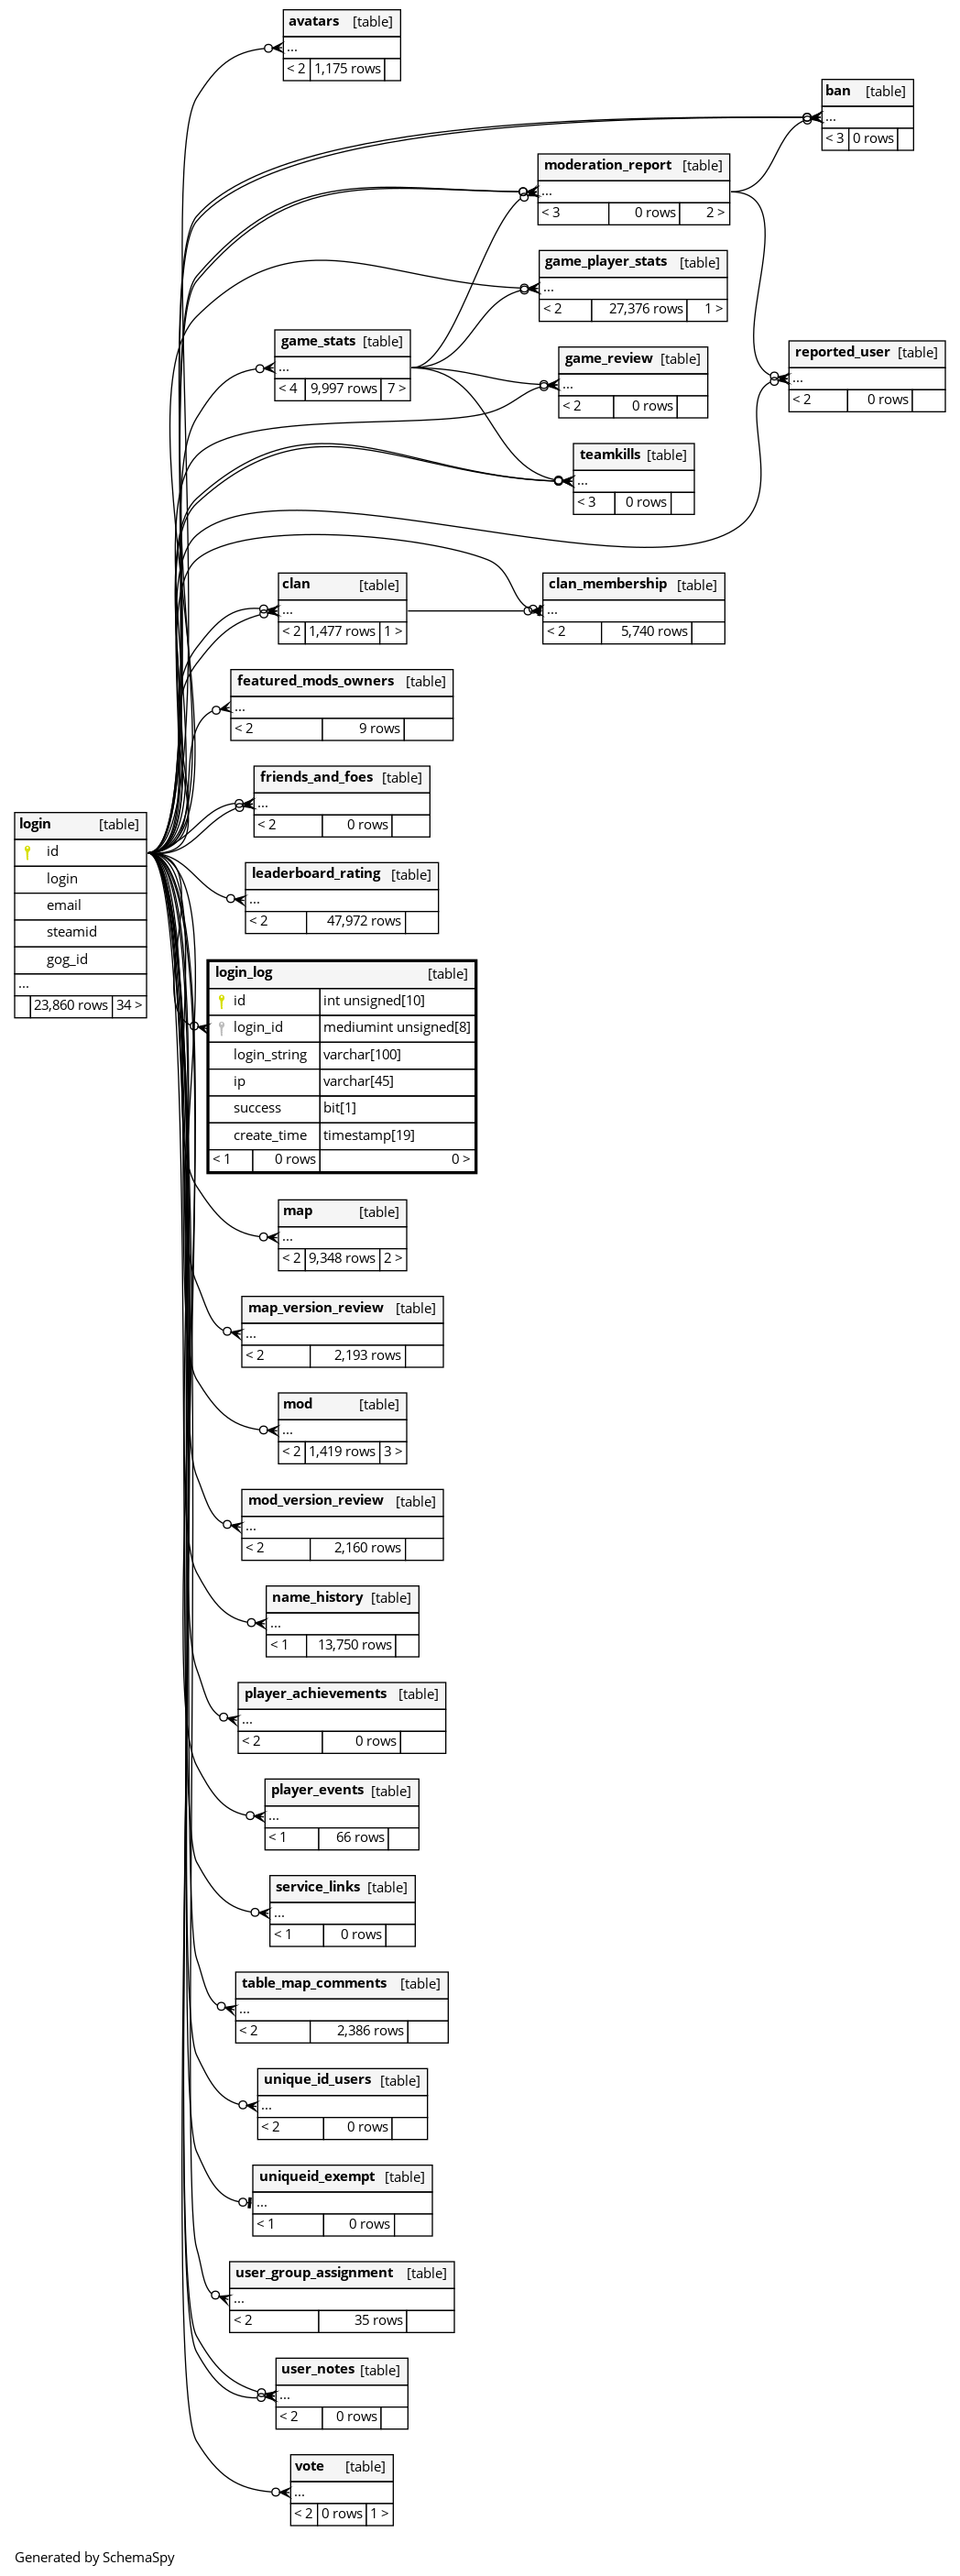 avatars [table]
...
< 2 1,175 rows
ban [table]
...
< 3 0 rows
moderation_report [table]
...
< 3 0 rows 2 >
game_player_stats [table]
...
< 2 27,376 rows 1 >
game_stats [table]
...
< 4 9,997 rows 7 >
game_review [table]
...
< 2 0 rows
reported_user [table]
...
< 2 0 rows
teamkills [table]
...
< 3 0 rows
clan [table]
...
< 2 1,477 rows 1 >
clan_membership [table]
...
< 2 5,740 rows
featured_mods_owners [table]
...
< 2 9 rows
friends_and_foes [table]
...
< 2 0 rows
login [table]
id
login
email
steamid
gog_id
...
23,860 rows 34 >
leaderboard_rating [table]
...
< 2 47,972 rows
login_log [table]
id int unsigned[10]
login_id mediumint unsigned[8]
login_string varchar[100]
ip varchar[45]
success bit[1]
create_time timestamp[19]
< 1 0 rows 0 >
map [table]
...
< 2 9,348 rows 2 >
map_version_review [table]
...
< 2 2,193 rows
mod [table]
...
< 2 1,419 rows 3 >
mod_version_review [table]
...
< 2 2,160 rows
name_history [table]
...
< 1 13,750 rows
player_achievements [table]
...
< 2 0 rows
player_events [table]
...
< 1 66 rows
service_links [table]
...
< 1 0 rows
table_map_comments [table]
...
< 2 2,386 rows
unique_id_users [table]
...
< 2 0 rows
uniqueid_exempt [table]
...
< 1 0 rows
user_group_assignment [table]
...
< 2 35 rows
user_notes [table]
...
< 2 0 rows
vote [table]
...
< 2 0 rows 1 >
Generated by SchemaSpy